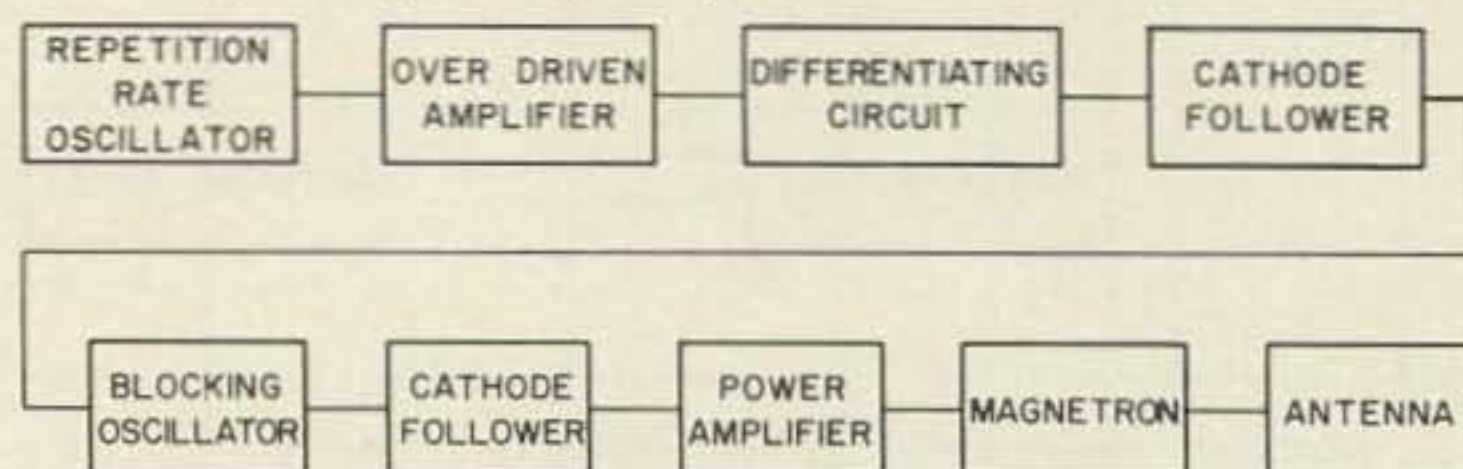 REPETITION
RATE
OSCILLATOR
OVER DRIVEN
AMPLIFIER
DIFFERENTIATING
CIRCUIT
CATHODE
FOLLOWER
BLOCKING
OSCILLATOR
CATHODE
FOLLOWER
POWER
AMPLIFIER
MAGNETRON
ANTENNA